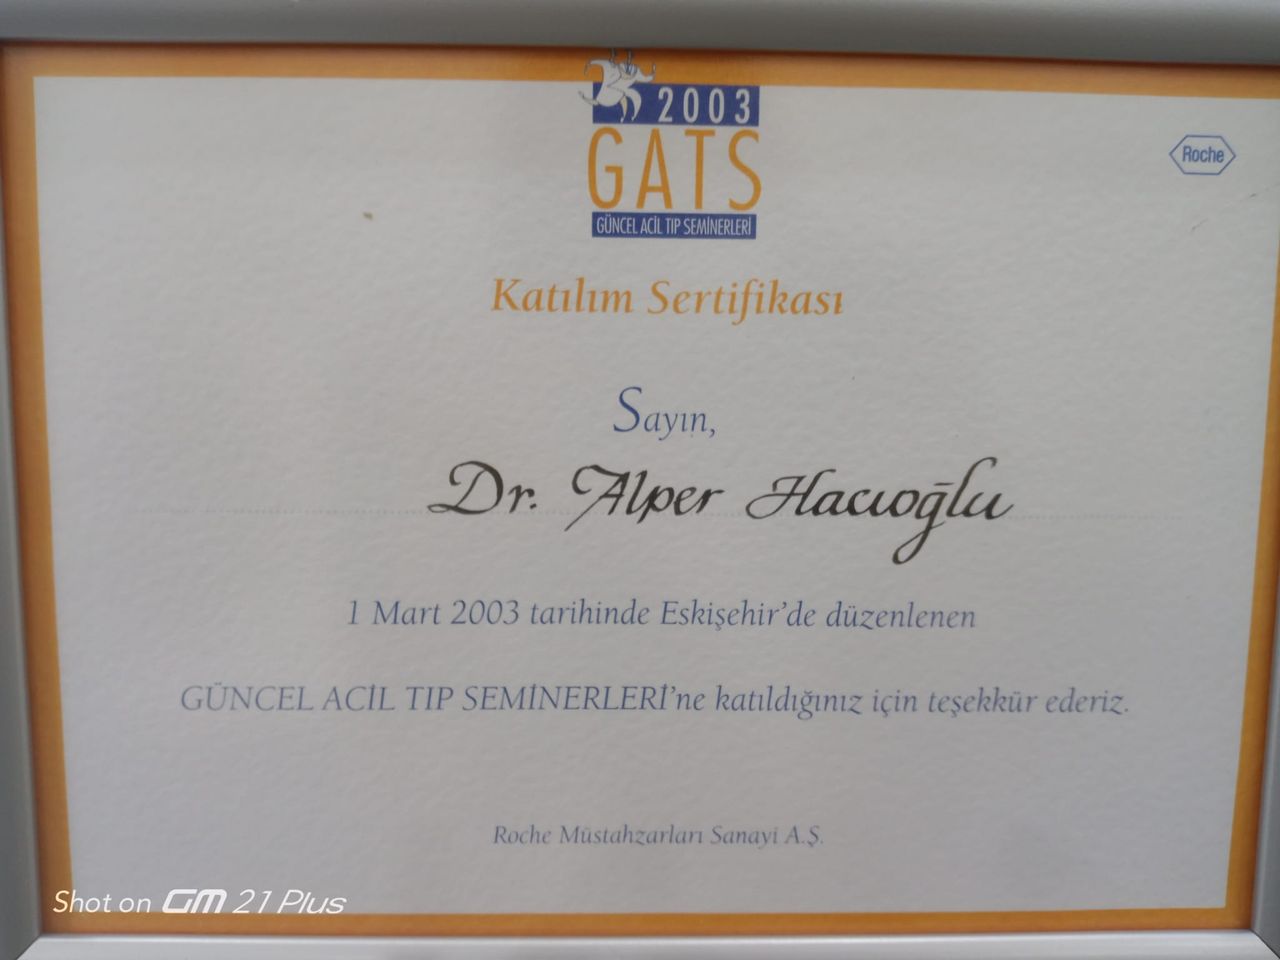 2003
GATS
GÜNCEL ACİL TIP SEMİNERLERİ
Roche
Katılım Sertifikası
Sayın,
Dr. Alper Hacıoğlu
1 Mart 2003 tarihinde Eskişehir'de düzenlenen
GÜNCEL ACİL TIP SEMİNERLERİ'ne katıldığınız için teşekkür ederiz.
Roche Müstahzarları Sanayi A.Ş.
Shot on GM 21 Plus